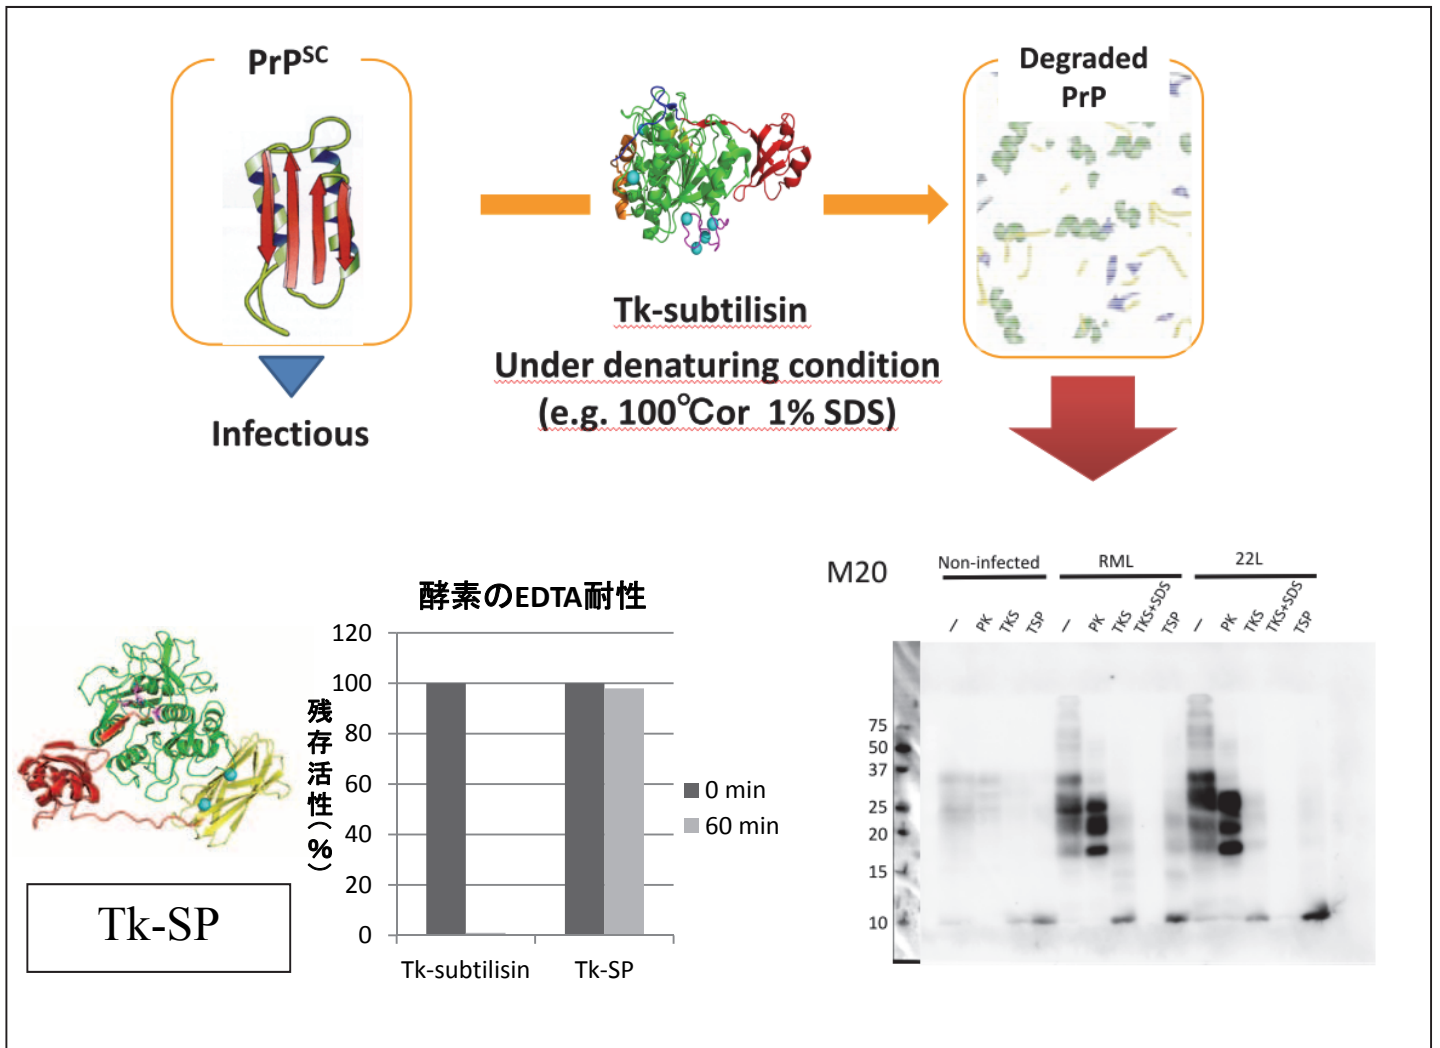 PrPSC
Infectious
Tk-subtilisin
Under denaturing condition
(e.g. 100℃or 1% SDS)
Degraded
PrP
Tk-SP
酵素のEDTA耐性
残存活性(%)
120
100
80
60
40
20
0
Tk-subtilisin Tk-SP
0 min
60 min
M20
Non-infected RML 22L
— PK TKS TSP — PK TKS TKS+SDS TSP — PK TKS TKS+SDS TSP
75
50
37
25
20
15
10